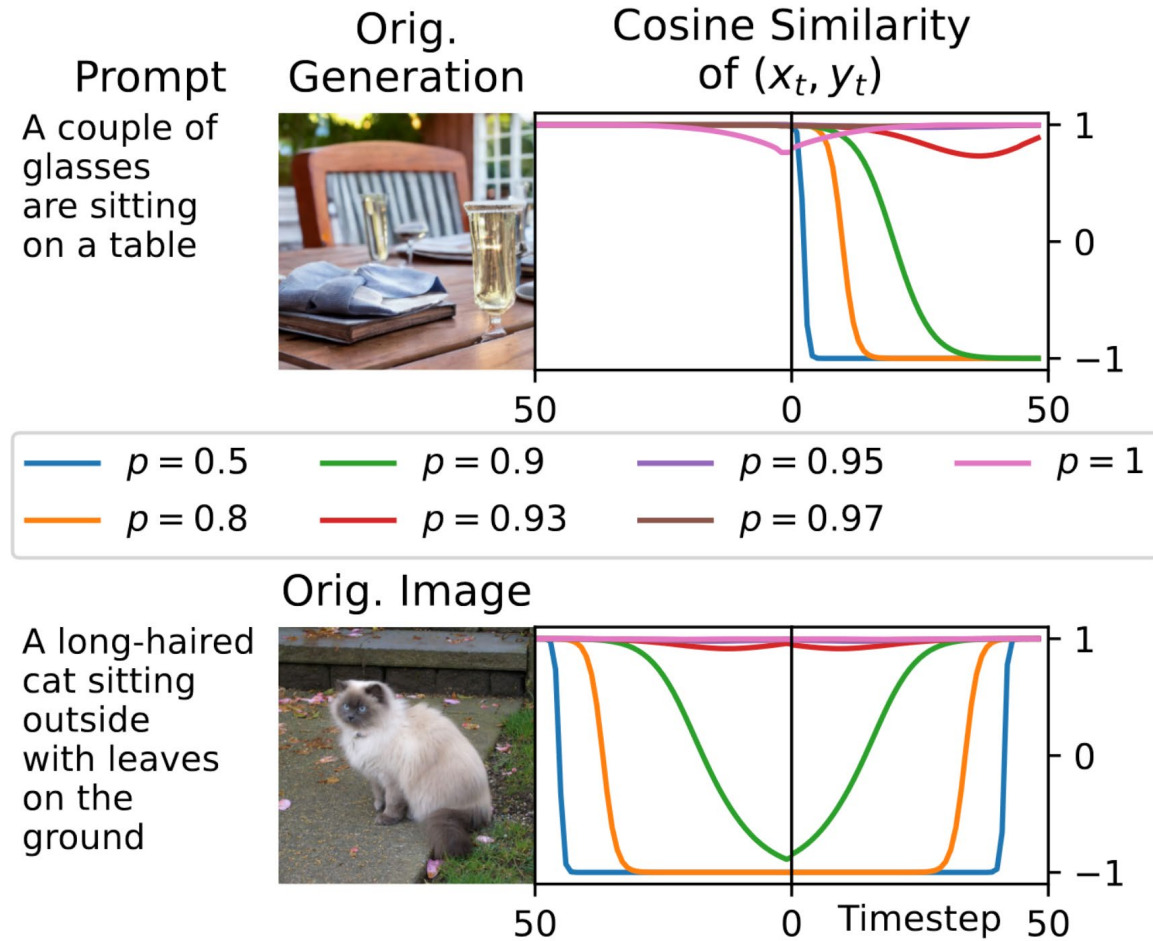 Prompt
Orig.
Generation
Cosine Similarity
of (x_t, y_t)
A couple of
glasses
are sitting
on a table
1
0
−1
50 0 50
p = 0.5 p = 0.9 p = 0.95 p = 1
p = 0.8 p = 0.93 p = 0.97
Orig. Image
A long-haired
cat sitting
outside
with leaves
on the
ground
1
0
−1
50 0 Timestep 50